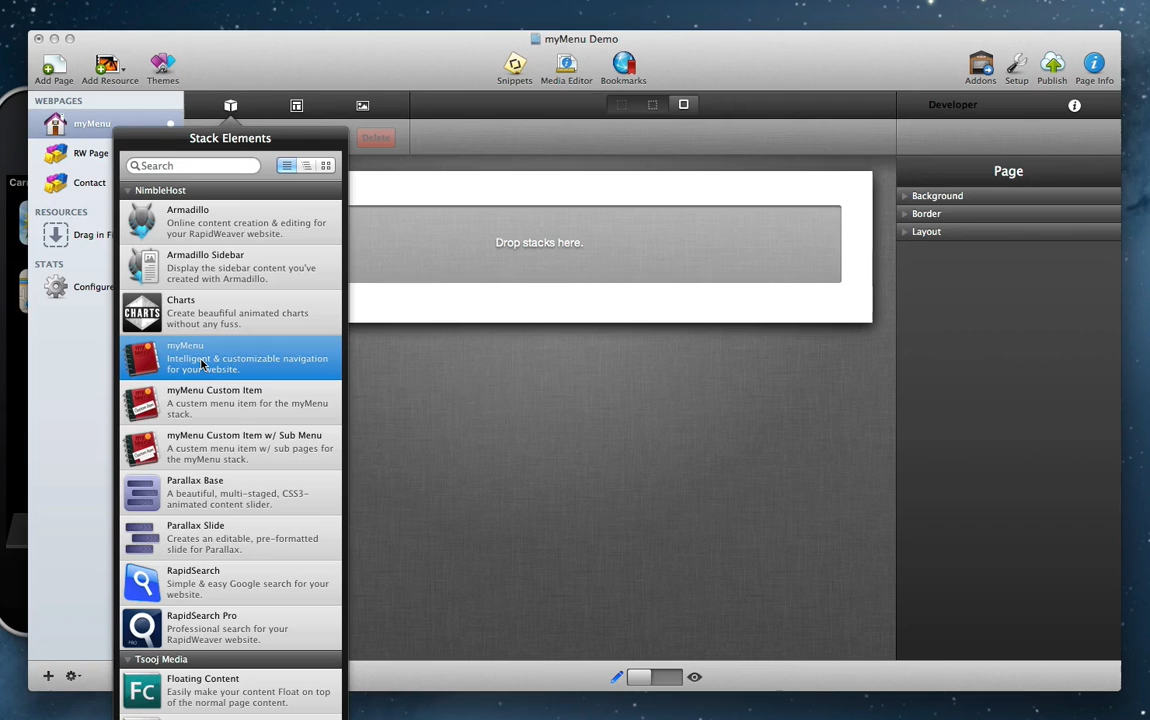 myMenu Demo
Add Page
Add Resource
Themes
Snippets
Media Editor
Bookmarks
Addons
Setup
Publish
Page Info
WEBPAGES
myMenu
RW Page
Contact
RESOURCES
Drag in Fi
STATS
Configure
Stack Elements
Delete
Search
NimbleHost
Armadillo
Online content creation & editing for
your RapidWeaver website.
Armadillo Sidebar
Display the sidebar content you've
created with Armadillo.
CHARTS
Charts
Create beaufiful animated charts
without any fuss.
myMenu
Intelligent & customizable navigation
for your website.
myMenu Custom Item
A custom menu item for the myMenu
stack.
myMenu Custom Item w/ Sub Menu
A custem menu item w/ sub pages for
the myMenu stack.
Parallax Base
A beautiful, multi-staged, CSS3-
animated content slider.
Parallax Slide
Creates an editable, pre-formatted
slide for Parallax.
RapidSearch
Simple & easy Google search for your
website.
PRO
RapidSearch Pro
Professional search for your
RapidWeaver website.
Tsooj Media
Fc
Floating Content
Easily make your content Float on top
of the normal page content.
Drop stacks here.
Developer
Page
Background
Border
Layout